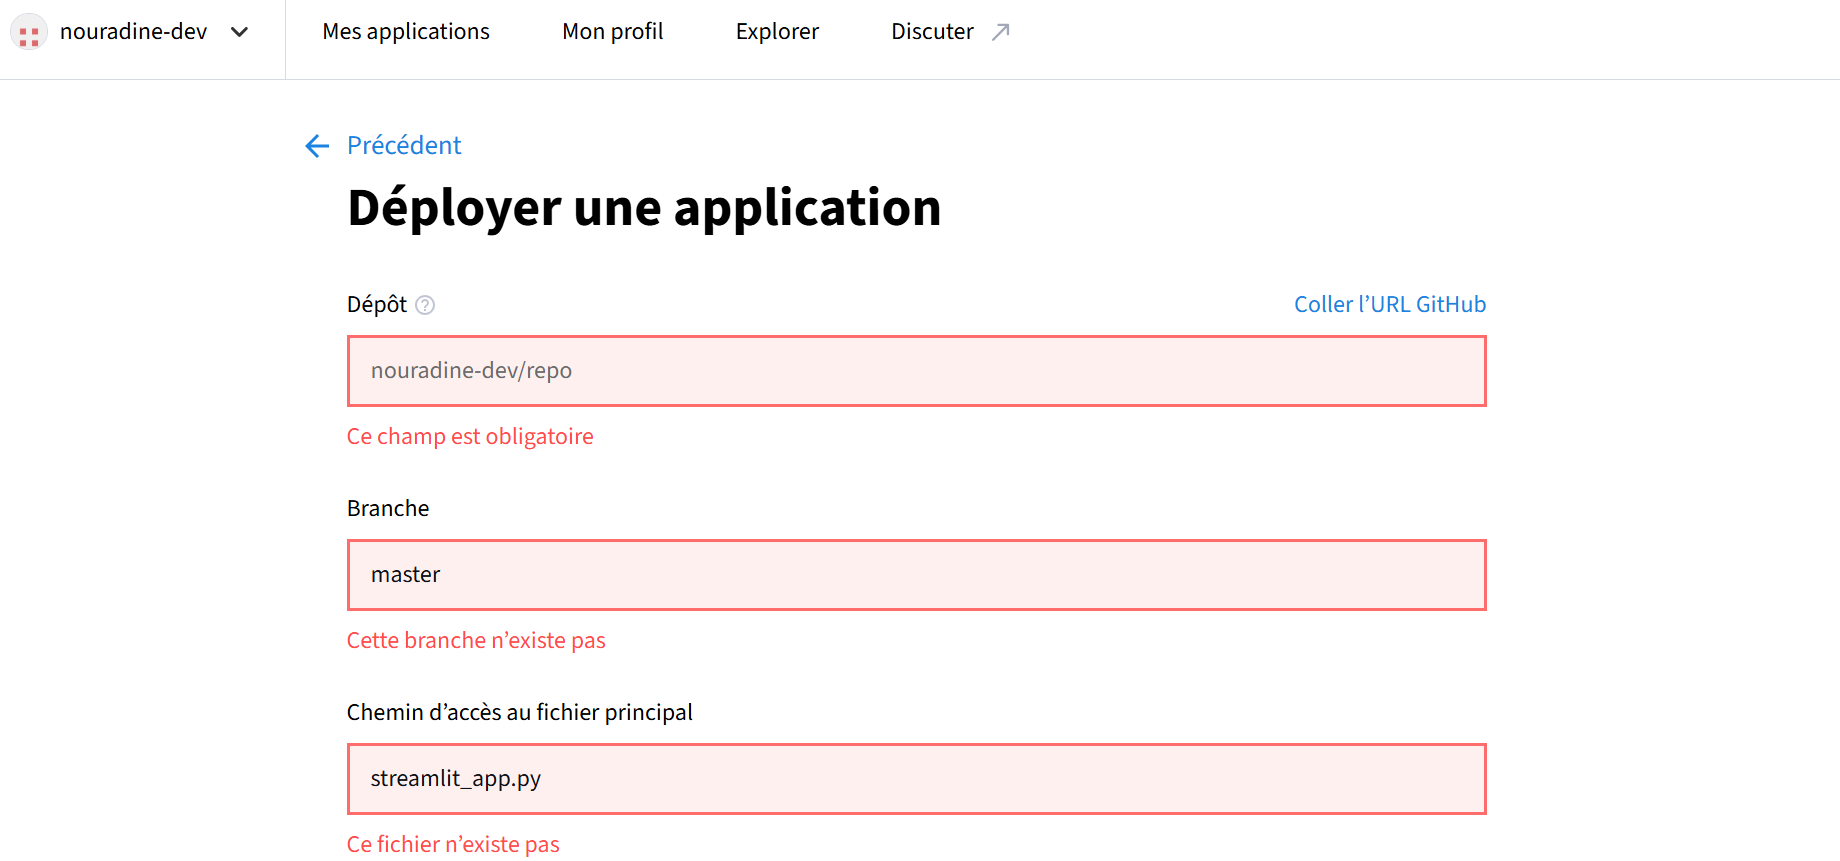 nouradine-dev
Mes applications
Mon profil
Explorer
Discuter
Précédent
Déployer une application
Dépôt
Coller l’URL GitHub
nouradine-dev/repo
Ce champ est obligatoire
Branche
master
Cette branche n’existe pas
Chemin d’accès au fichier principal
streamlit_app.py
Ce fichier n’existe pas